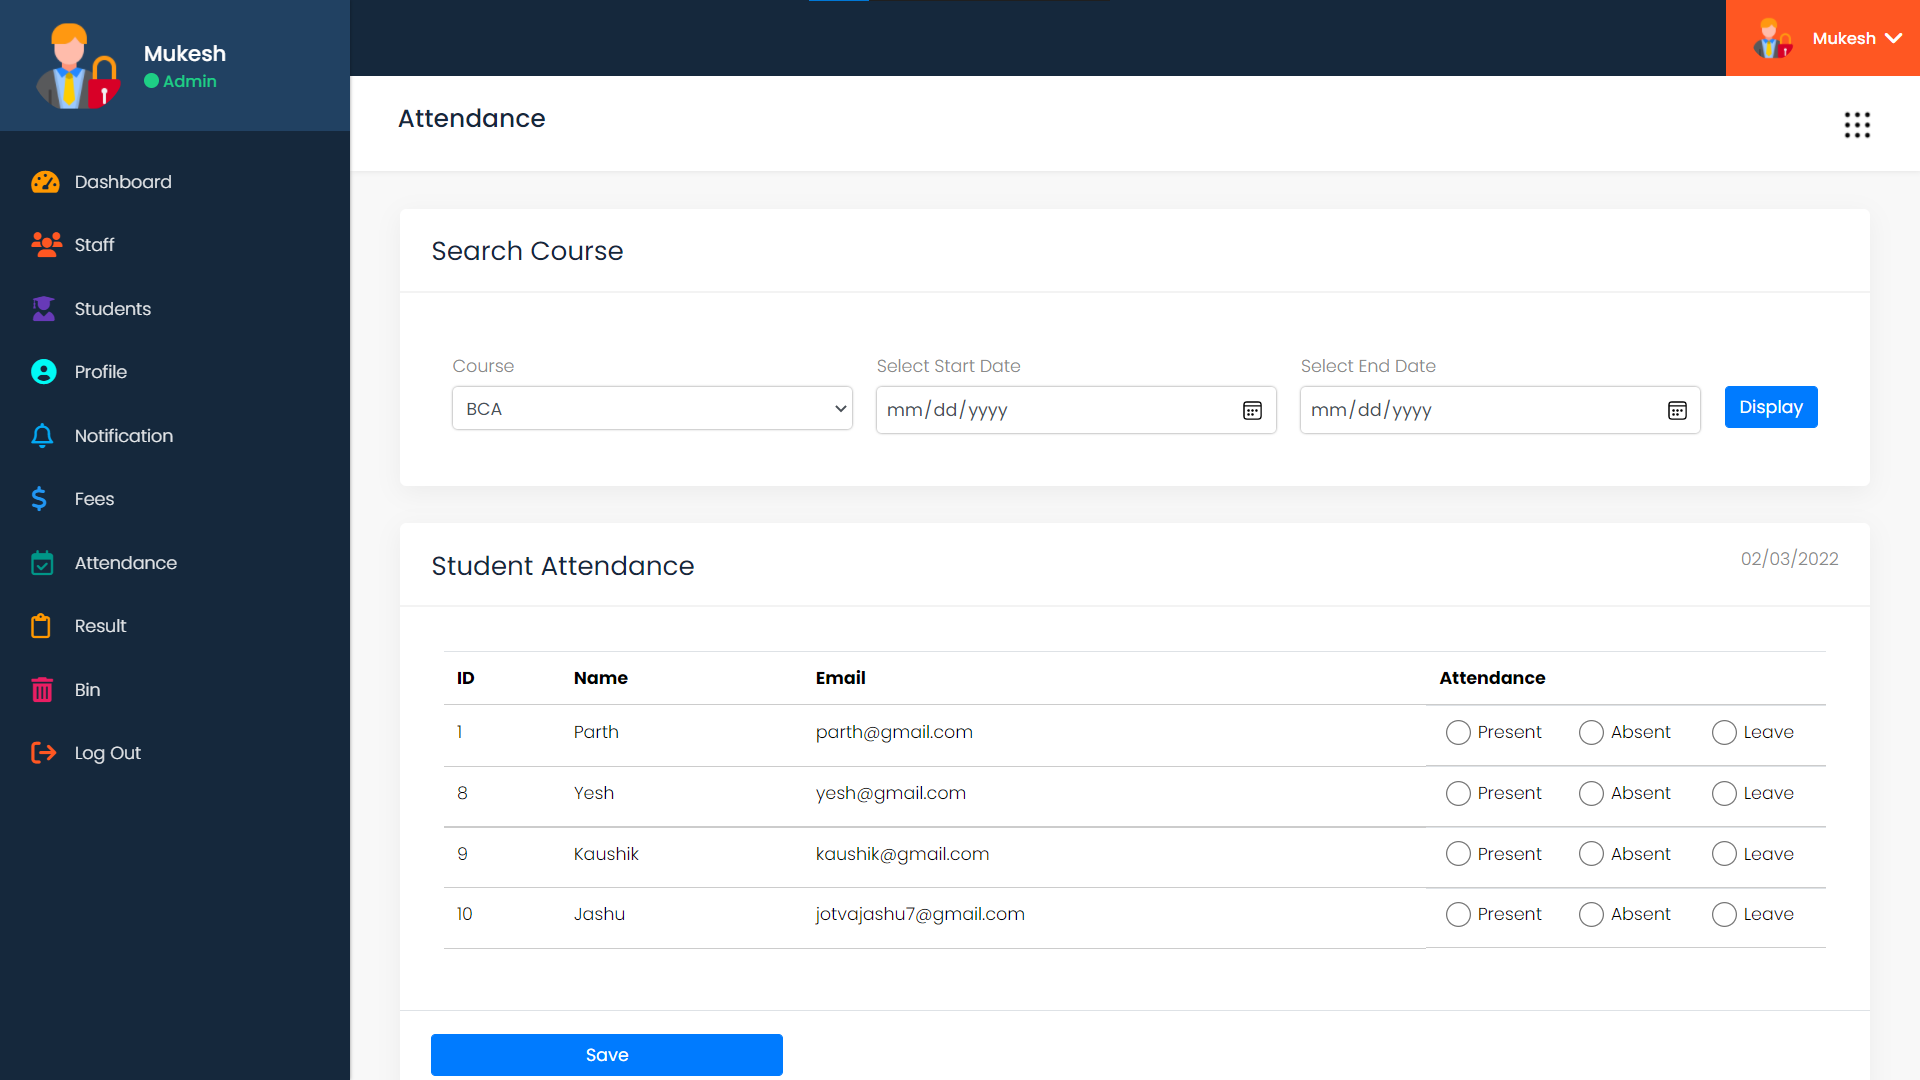 Mukesh
Admin
Mukesh
Dashboard
Staff
Students
Profile
Notification
Fees
Attendance
Result
Bin
Log Out
Attendance
Search Course
Course
Select Start Date
Select End Date
BCA
mm/dd/yyyy
mm/dd/yyyy
Display
Student Attendance
02/03/2022
ID Name Email Attendance
1 Parth parth@gmail.com Present Absent Leave
8 Yesh yesh@gmail.com Present Absent Leave
9 Kaushik kaushik@gmail.com Present Absent Leave
10 Jashu jotvajashu7@gmail.com Present Absent Leave
Save